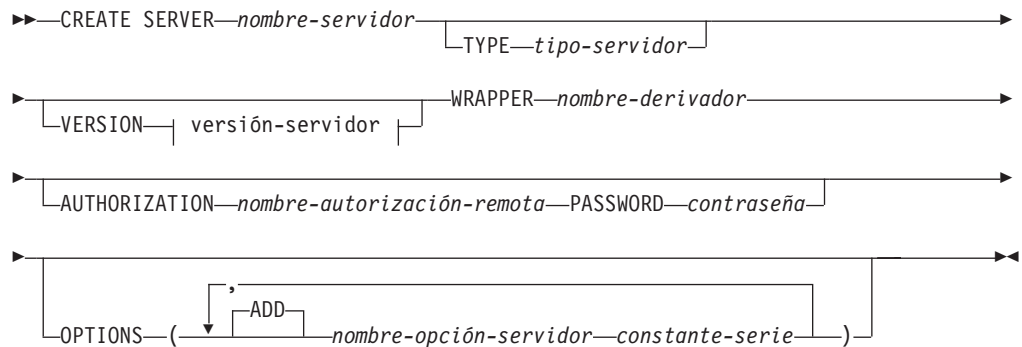 CREATE SERVER nombre-servidor
TYPE tipo-servidor
WRAPPER nombre-derivador
VERSION versión-servidor
AUTHORIZATION nombre-autorización-remota PASSWORD contraseña
,
ADD
OPTIONS ( nombre-opción-servidor constante-serie )